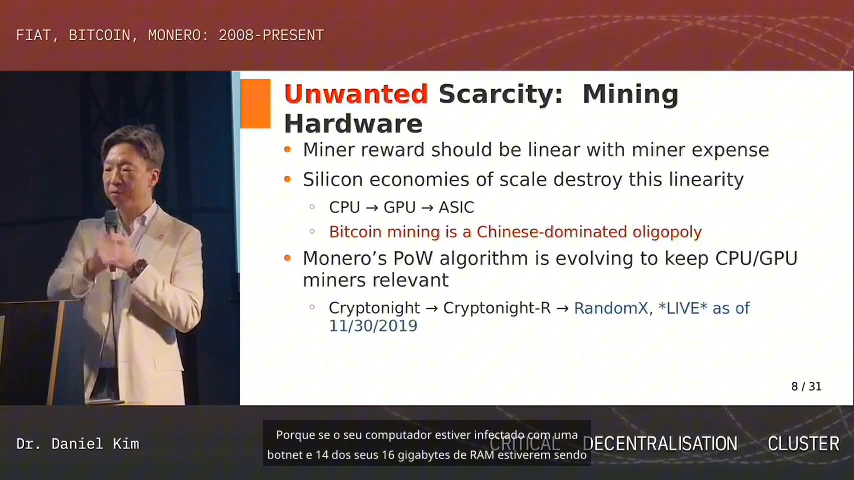 FIAT, BITCOIN, MONERO: 2008-PRESENT
Unwanted Scarcity: Mining
Hardware
• Miner reward should be linear with miner expense
• Silicon economies of scale destroy this linearity
◦ CPU → GPU → ASIC
◦ Bitcoin mining is a Chinese-dominated oligopoly
• Monero’s PoW algorithm is evolving to keep CPU/GPU
miners relevant
◦ Cryptonight → Cryptonight-R → RandomX, *LIVE* as of
11/30/2019
8 / 31
Dr. Daniel Kim
CRITICAL DECENTRALISATION CLUSTER
Porque se o seu computador estiver infectado com uma
botnet e 14 dos seus 16 gigabytes de RAM estiverem sendo